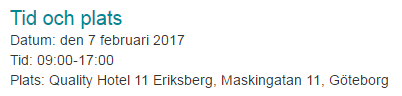 Tid och plats
Datum: den 7 februari 2017
Tid: 09:00-17:00
Plats: Quality Hotel 11 Eriksberg, Maskingatan 11, Göteborg